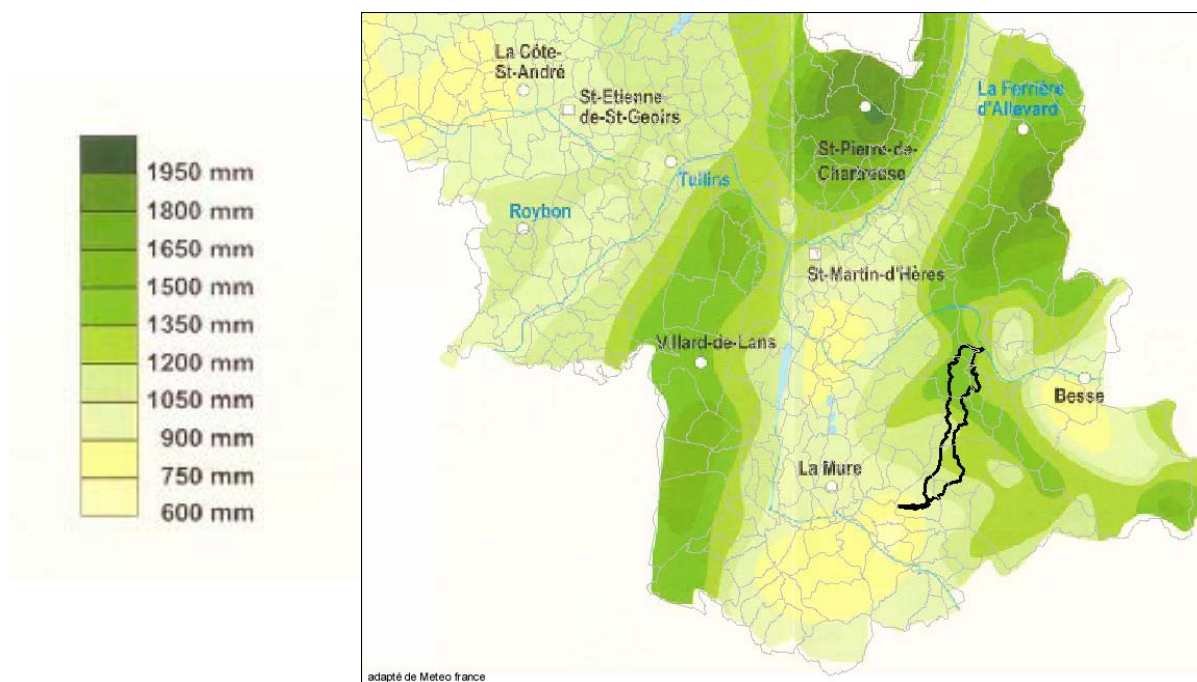 1950 mm
1800 mm
1650 mm
1500 mm
1350 mm
1200 mm
1050 mm
900 mm
750 mm
600 mm
La Côte-
St-André
St-Etienne
de-St-Geoirs
La Ferrière
d'Allevard
St-Pierre-de-
Chartreuse
Tullins
Roybon
St-Martin-d'Hères
Villard-de-Lans
Besse
La Mure
adapté de Meteo france